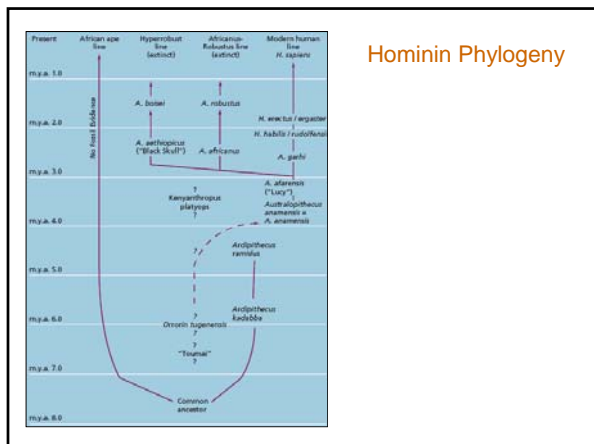 Hominin Phylogeny
Present
African ape line
Hyperrobust line (extinct)
Africanus-Robustus line (extinct)
Modern human line H. sapiens
m.y.a. 1.0
A. boisei
A. robustus
H. erectus / ergaster
m.y.a. 2.0
H. habilis / rudolfensis
No Fossil Evidence
A. aethiopicus ("Black Skull")
A. africanus
A. garhi
m.y.a. 3.0
A. afarensis ("Lucy")
?
Kenyanthropus platyops
?
Australopithecus anamensis =
A. anamensis
m.y.a. 4.0
?
Ardipithecus ramidus
m.y.a. 5.0
Ardipithecus kadabba
m.y.a. 6.0
?
Orrorin tugenensis
?
?
"Toumai"
?
m.y.a. 7.0
Common ancestor
m.y.a. 8.0